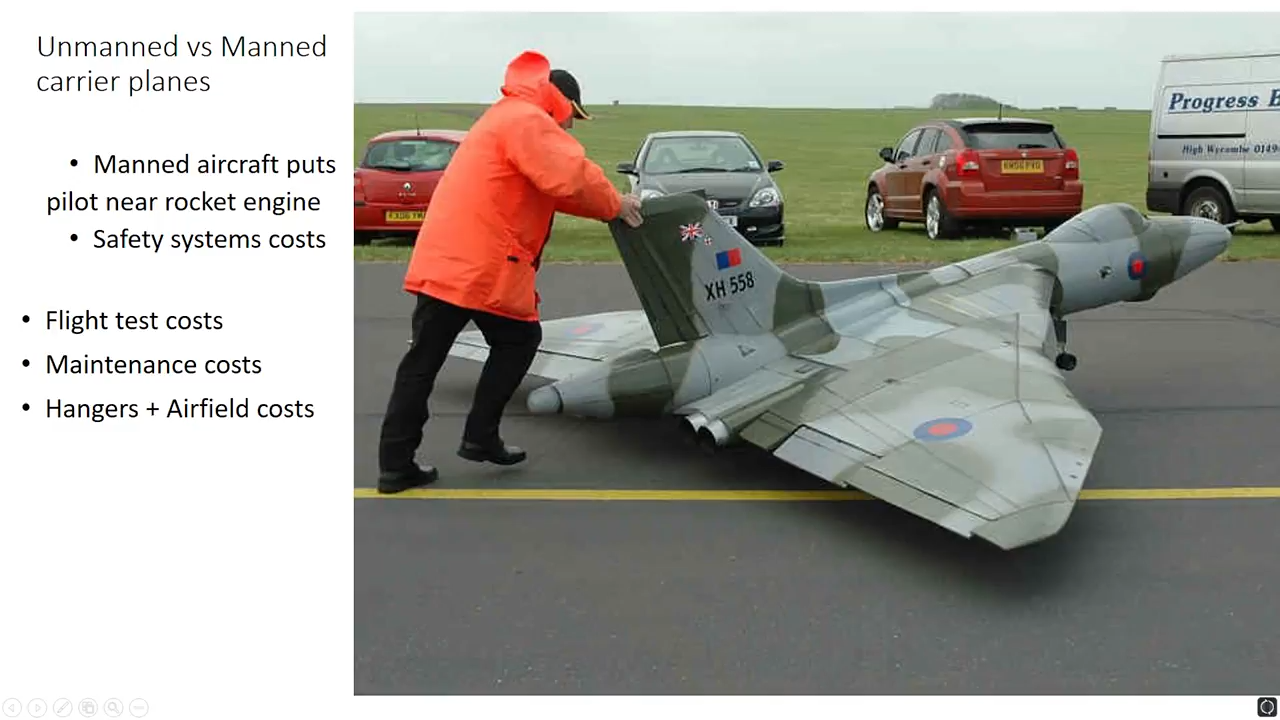 Unmanned vs Manned
carrier planes
• Manned aircraft puts
pilot near rocket engine
• Safety systems costs
• Flight test costs
• Maintenance costs
• Hangers + Airfield costs
XH 558
Progress
High Wycombe